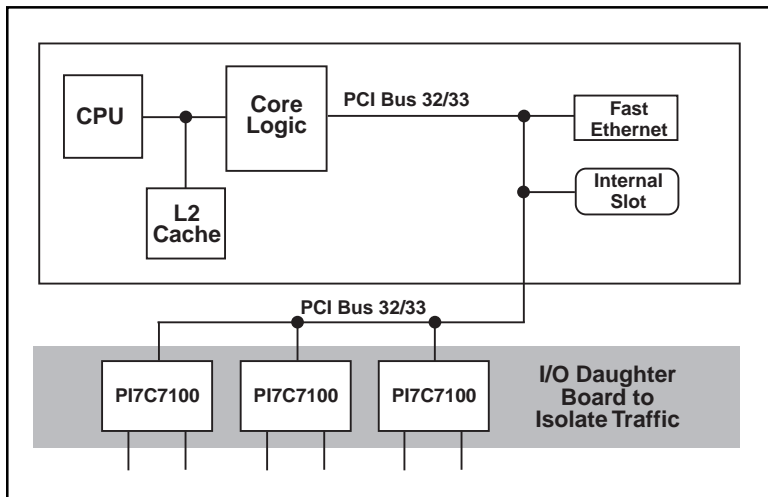 CPU
Core
Logic
PCI Bus 32/33
Fast
Ethernet
Internal
Slot
L2
Cache
PCI Bus 32/33
PI7C7100
PI7C7100
PI7C7100
I/O Daughter
Board to
Isolate Traffic